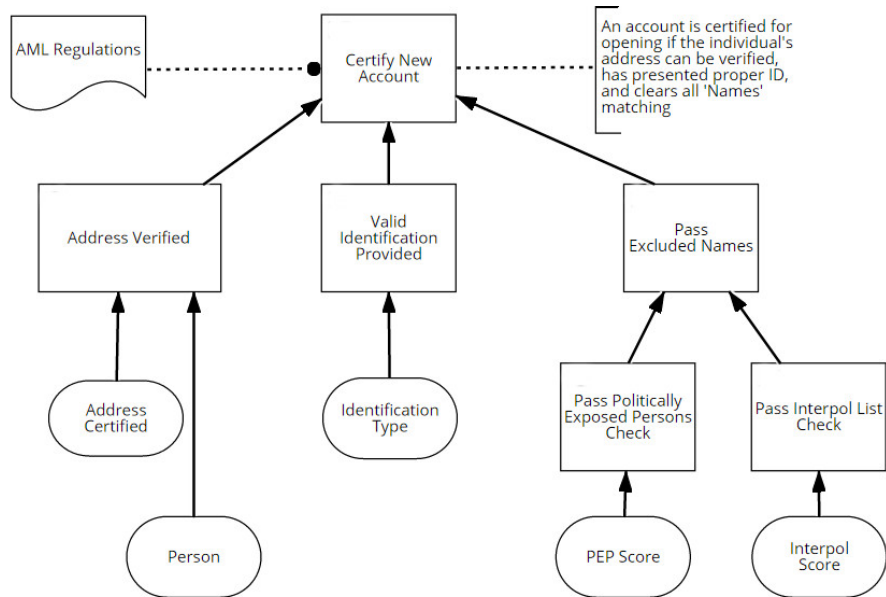 AML Regulations
Certify New
Account
An account is certified for
opening if the individual's
address can be verified,
has presented proper ID,
and clears all 'Names'
matching
Address Verified
Valid
Identification
Provided
Pass
Excluded Names
Address
Certified
Identification
Type
Pass Politically
Exposed Persons
Check
Pass Interpol List
Check
Person
PEP Score
Interpol
Score